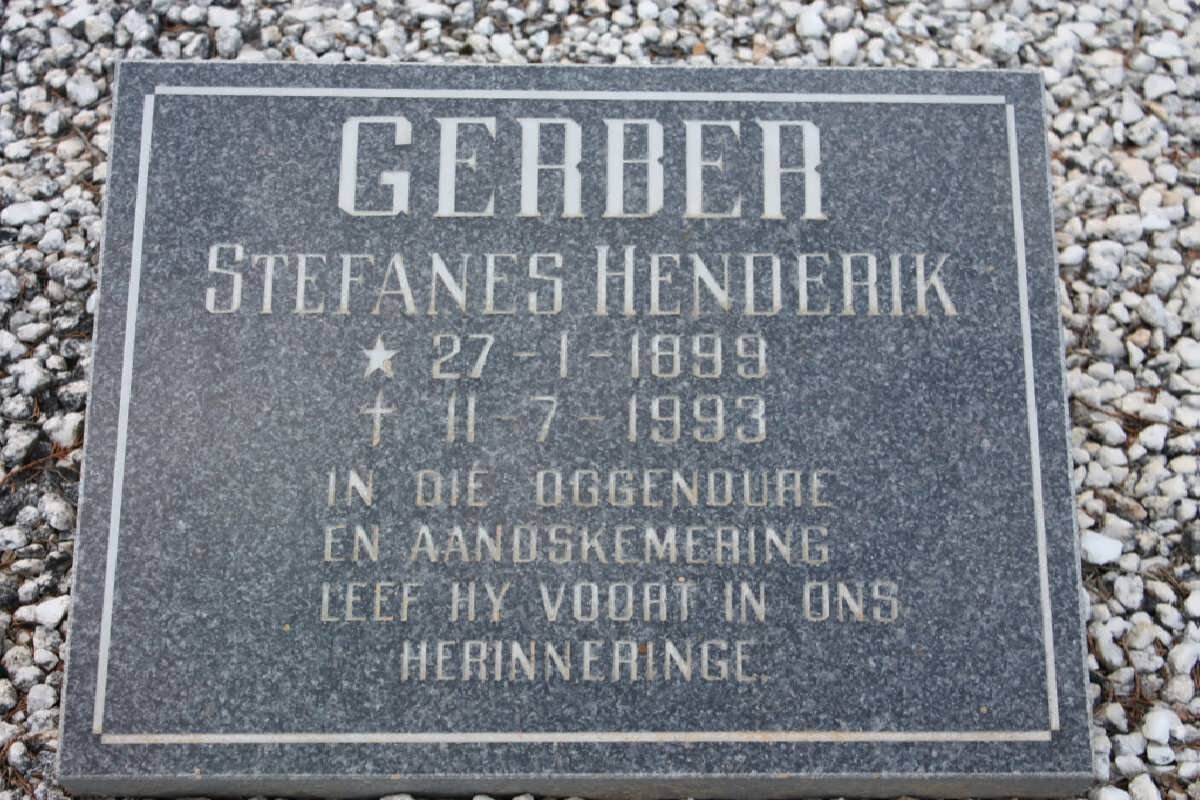 GERBER
STEFANES HENDERIK
★ 27-1-1899
† 11-7-1993
IN DIE OGGENDURE
EN AANDSKEMERING
LEEF HY VOORT IN ONS
HERINNERINGE.